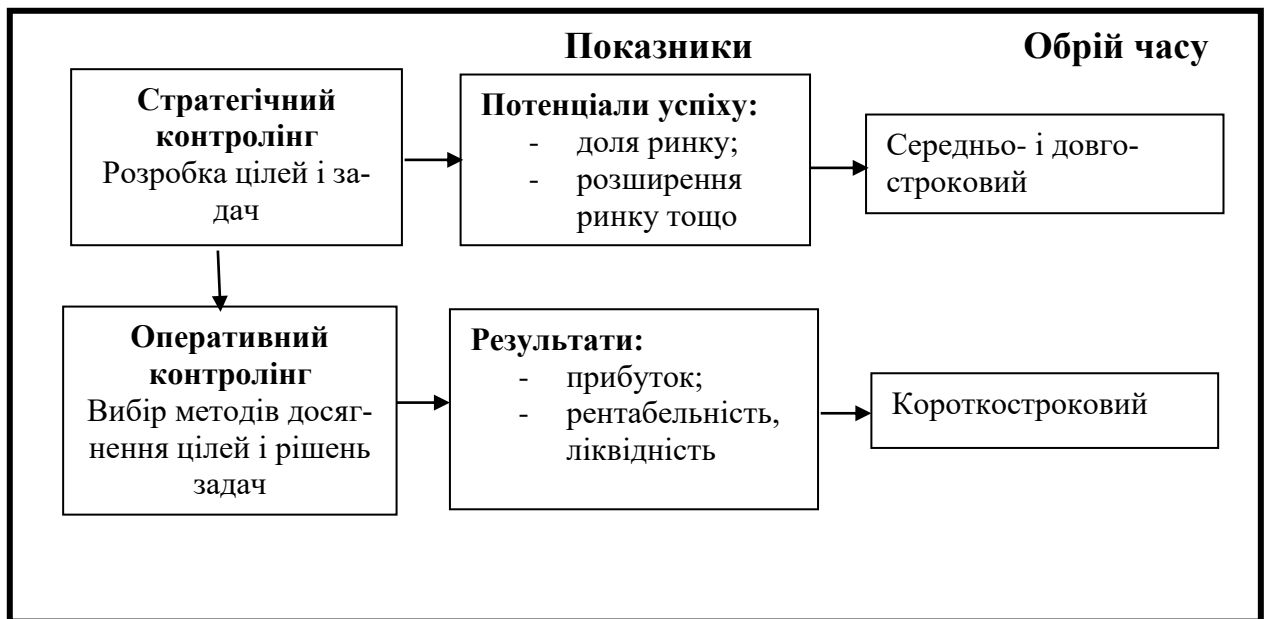 Показники Обрій часу
Стратегічний
контролінг
Розробка цілей і за-
дач
Потенціали успіху:
- доля ринку;
- розширення
ринку тощо
Середньо- і довго-
строковий
Оперативний
контролінг
Вибір методів досяг-
нення цілей і рішень
задач
Результати:
- прибуток;
- рентабельність,
ліквідність
Короткостроковий